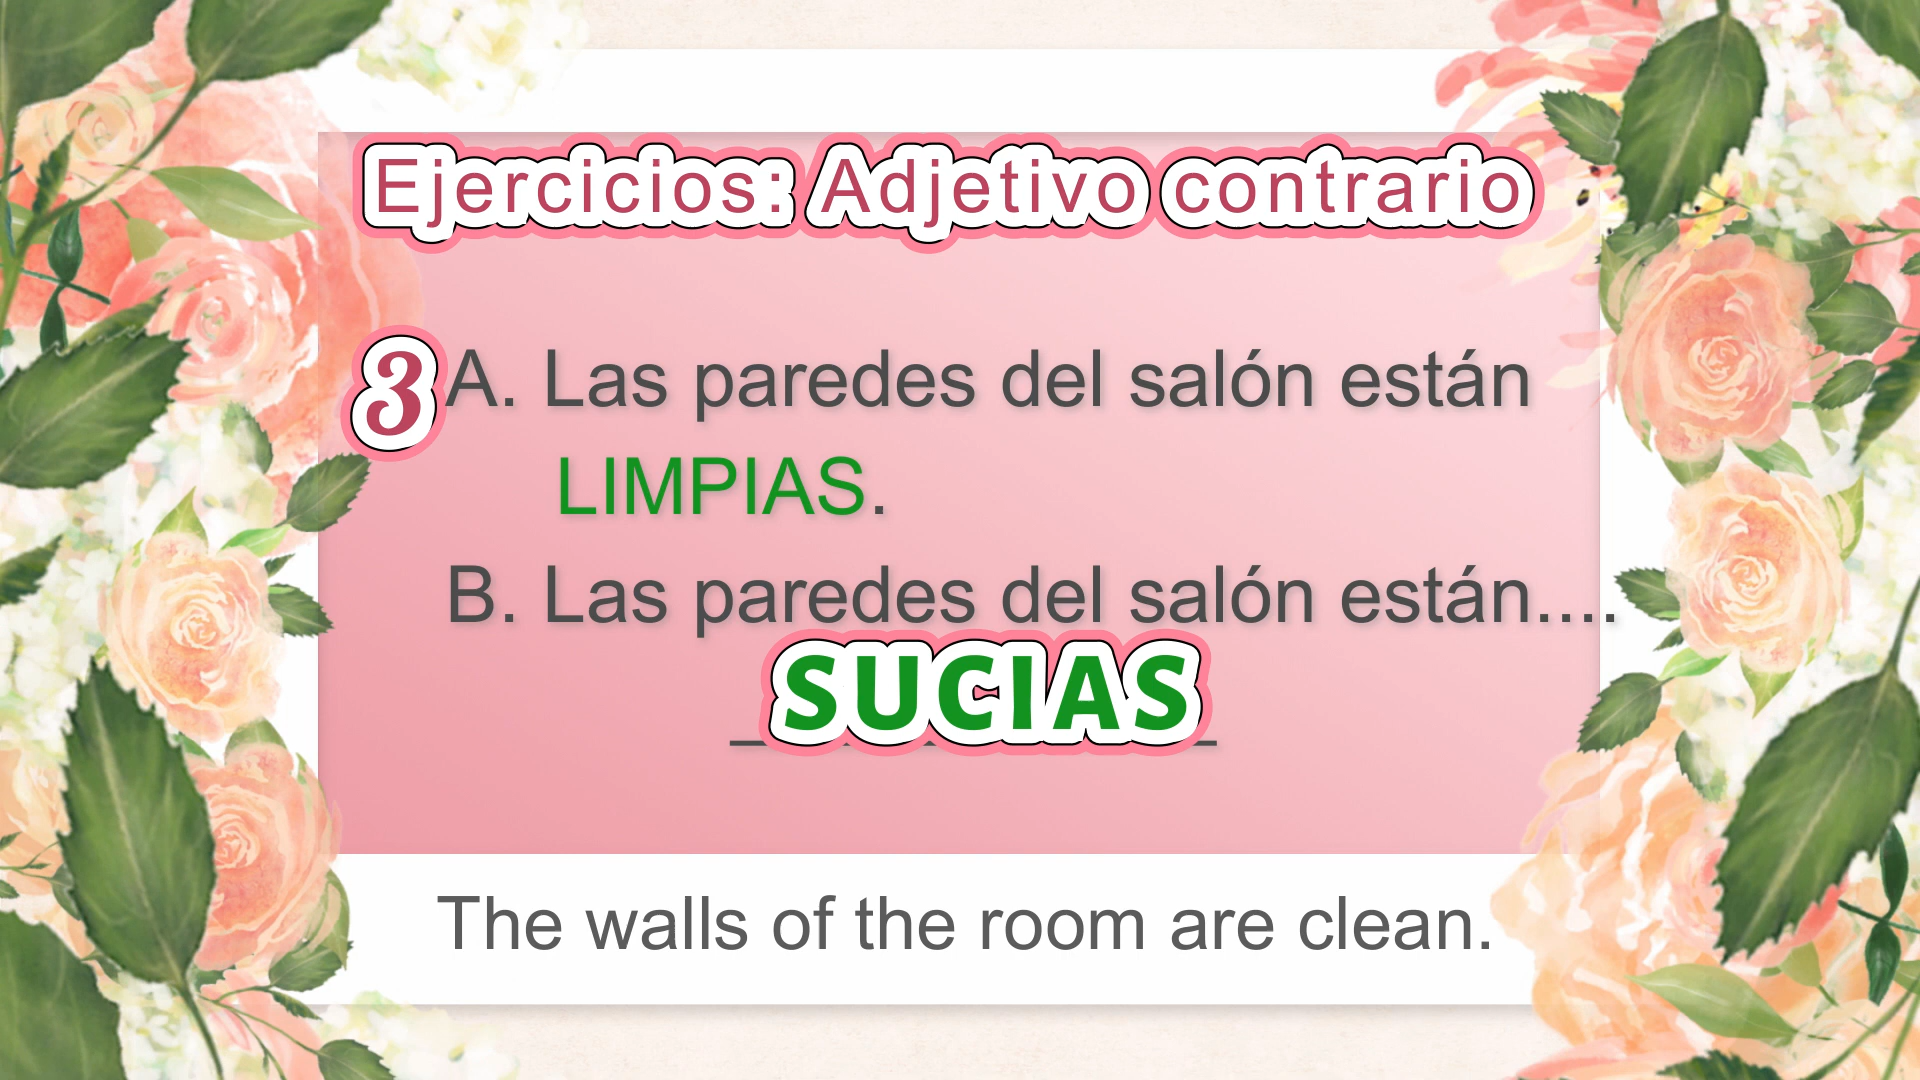 Ejercicios: Adjetivo contrario
3 A. Las paredes del salón están
LIMPIAS.
B. Las paredes del salón están....
SUCIAS
The walls of the room are clean.